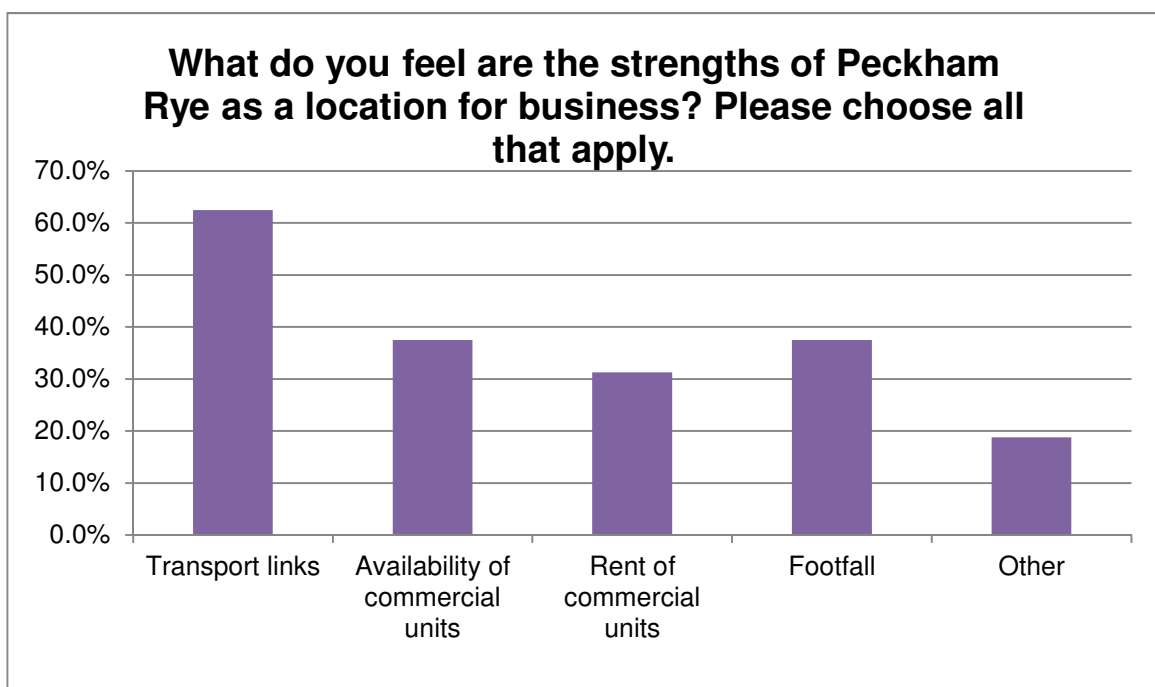 What do you feel are the strengths of Peckham
Rye as a location for business? Please choose all
that apply.
70.0%
60.0%
50.0%
40.0%
30.0%
20.0%
10.0%
0.0%
Transport links
Availability of
commercial
units
Rent of
commercial
units
Footfall
Other